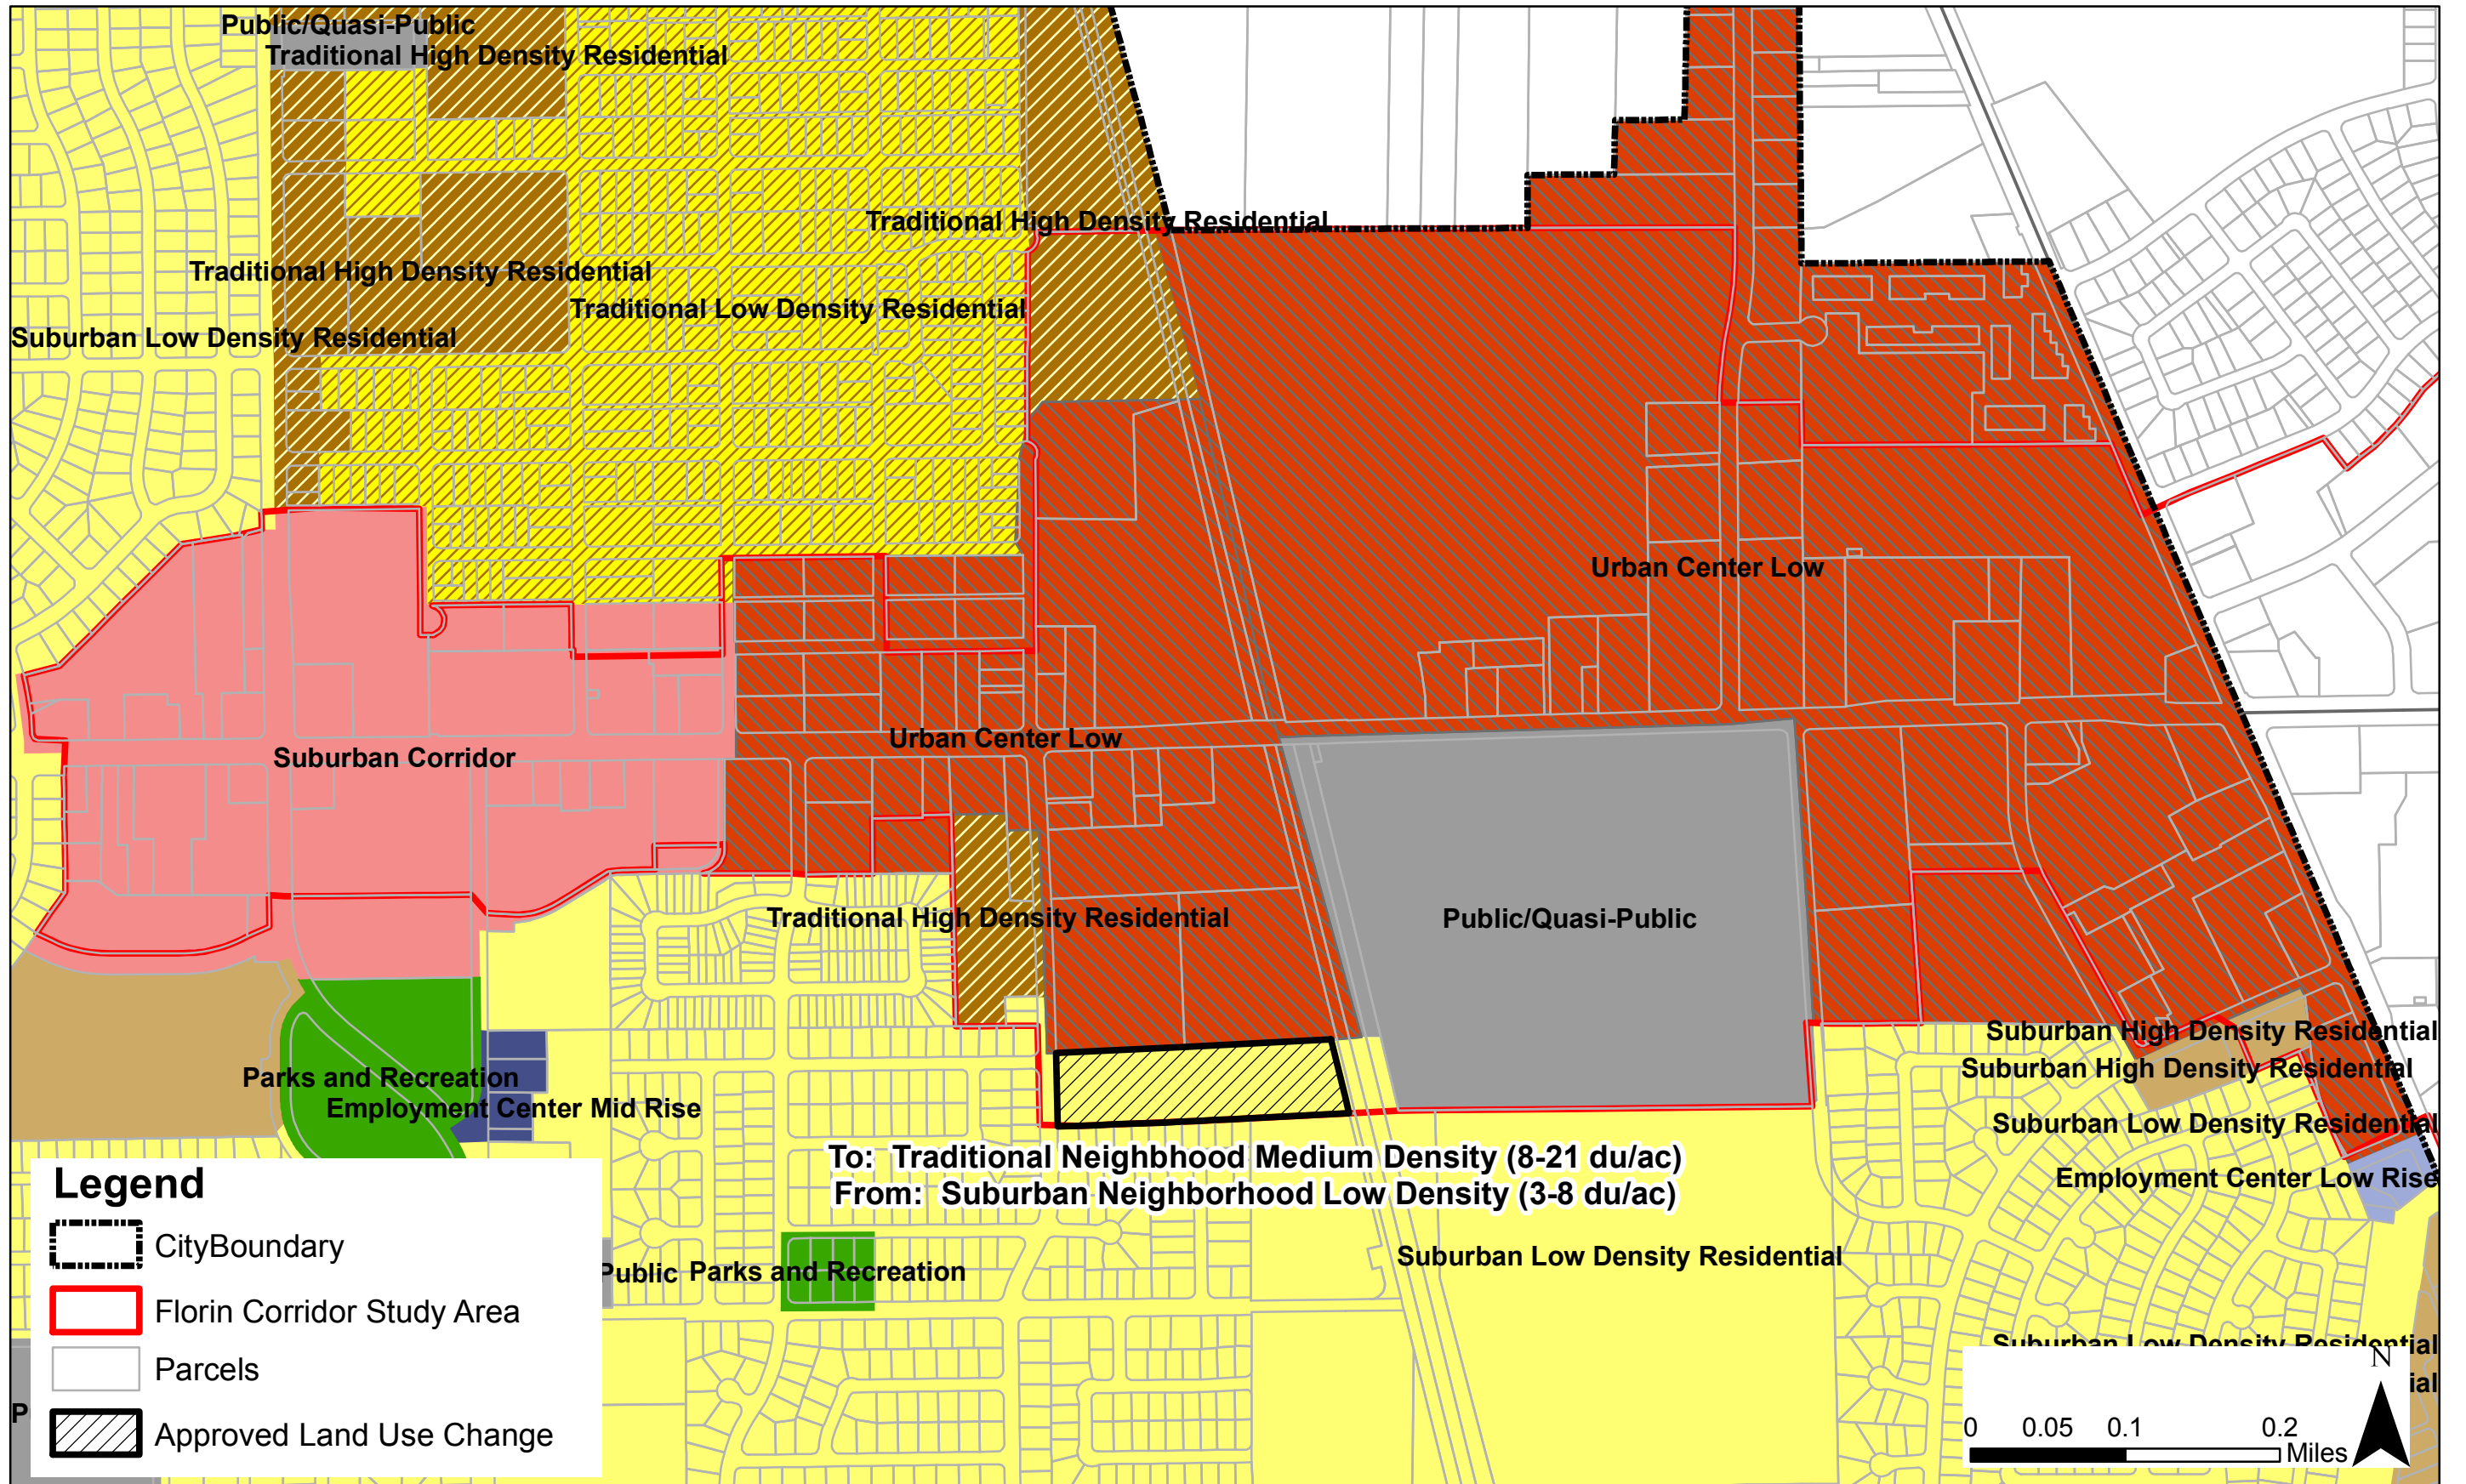 Public/Quasi-Public
Traditional High Density Residential
Traditional High Density Residential
Traditional High Density Residential
Traditional Low Density Residential
Suburban Low Density Residential
Urban Center Low
Urban Center Low
Suburban Corridor
Traditional High Density Residential
Public/Quasi-Public
Suburban High Density Residential
Suburban High Density Residential
Parks and Recreation
Employment Center Mid Rise
Suburban Low Density Residential
To: Traditional Neighbhood Medium Density (8-21 du/ac)
From: Suburban Neighborhood Low Density (3-8 du/ac)
Employment Center Low Rise
Suburban Low Density Residential
Public
Parks and Recreation
Suburban Low Density Residential
Legend
CityBoundary
Florin Corridor Study Area
Parcels
Approved Land Use Change
N
0 0.05 0.1 0.2
Miles